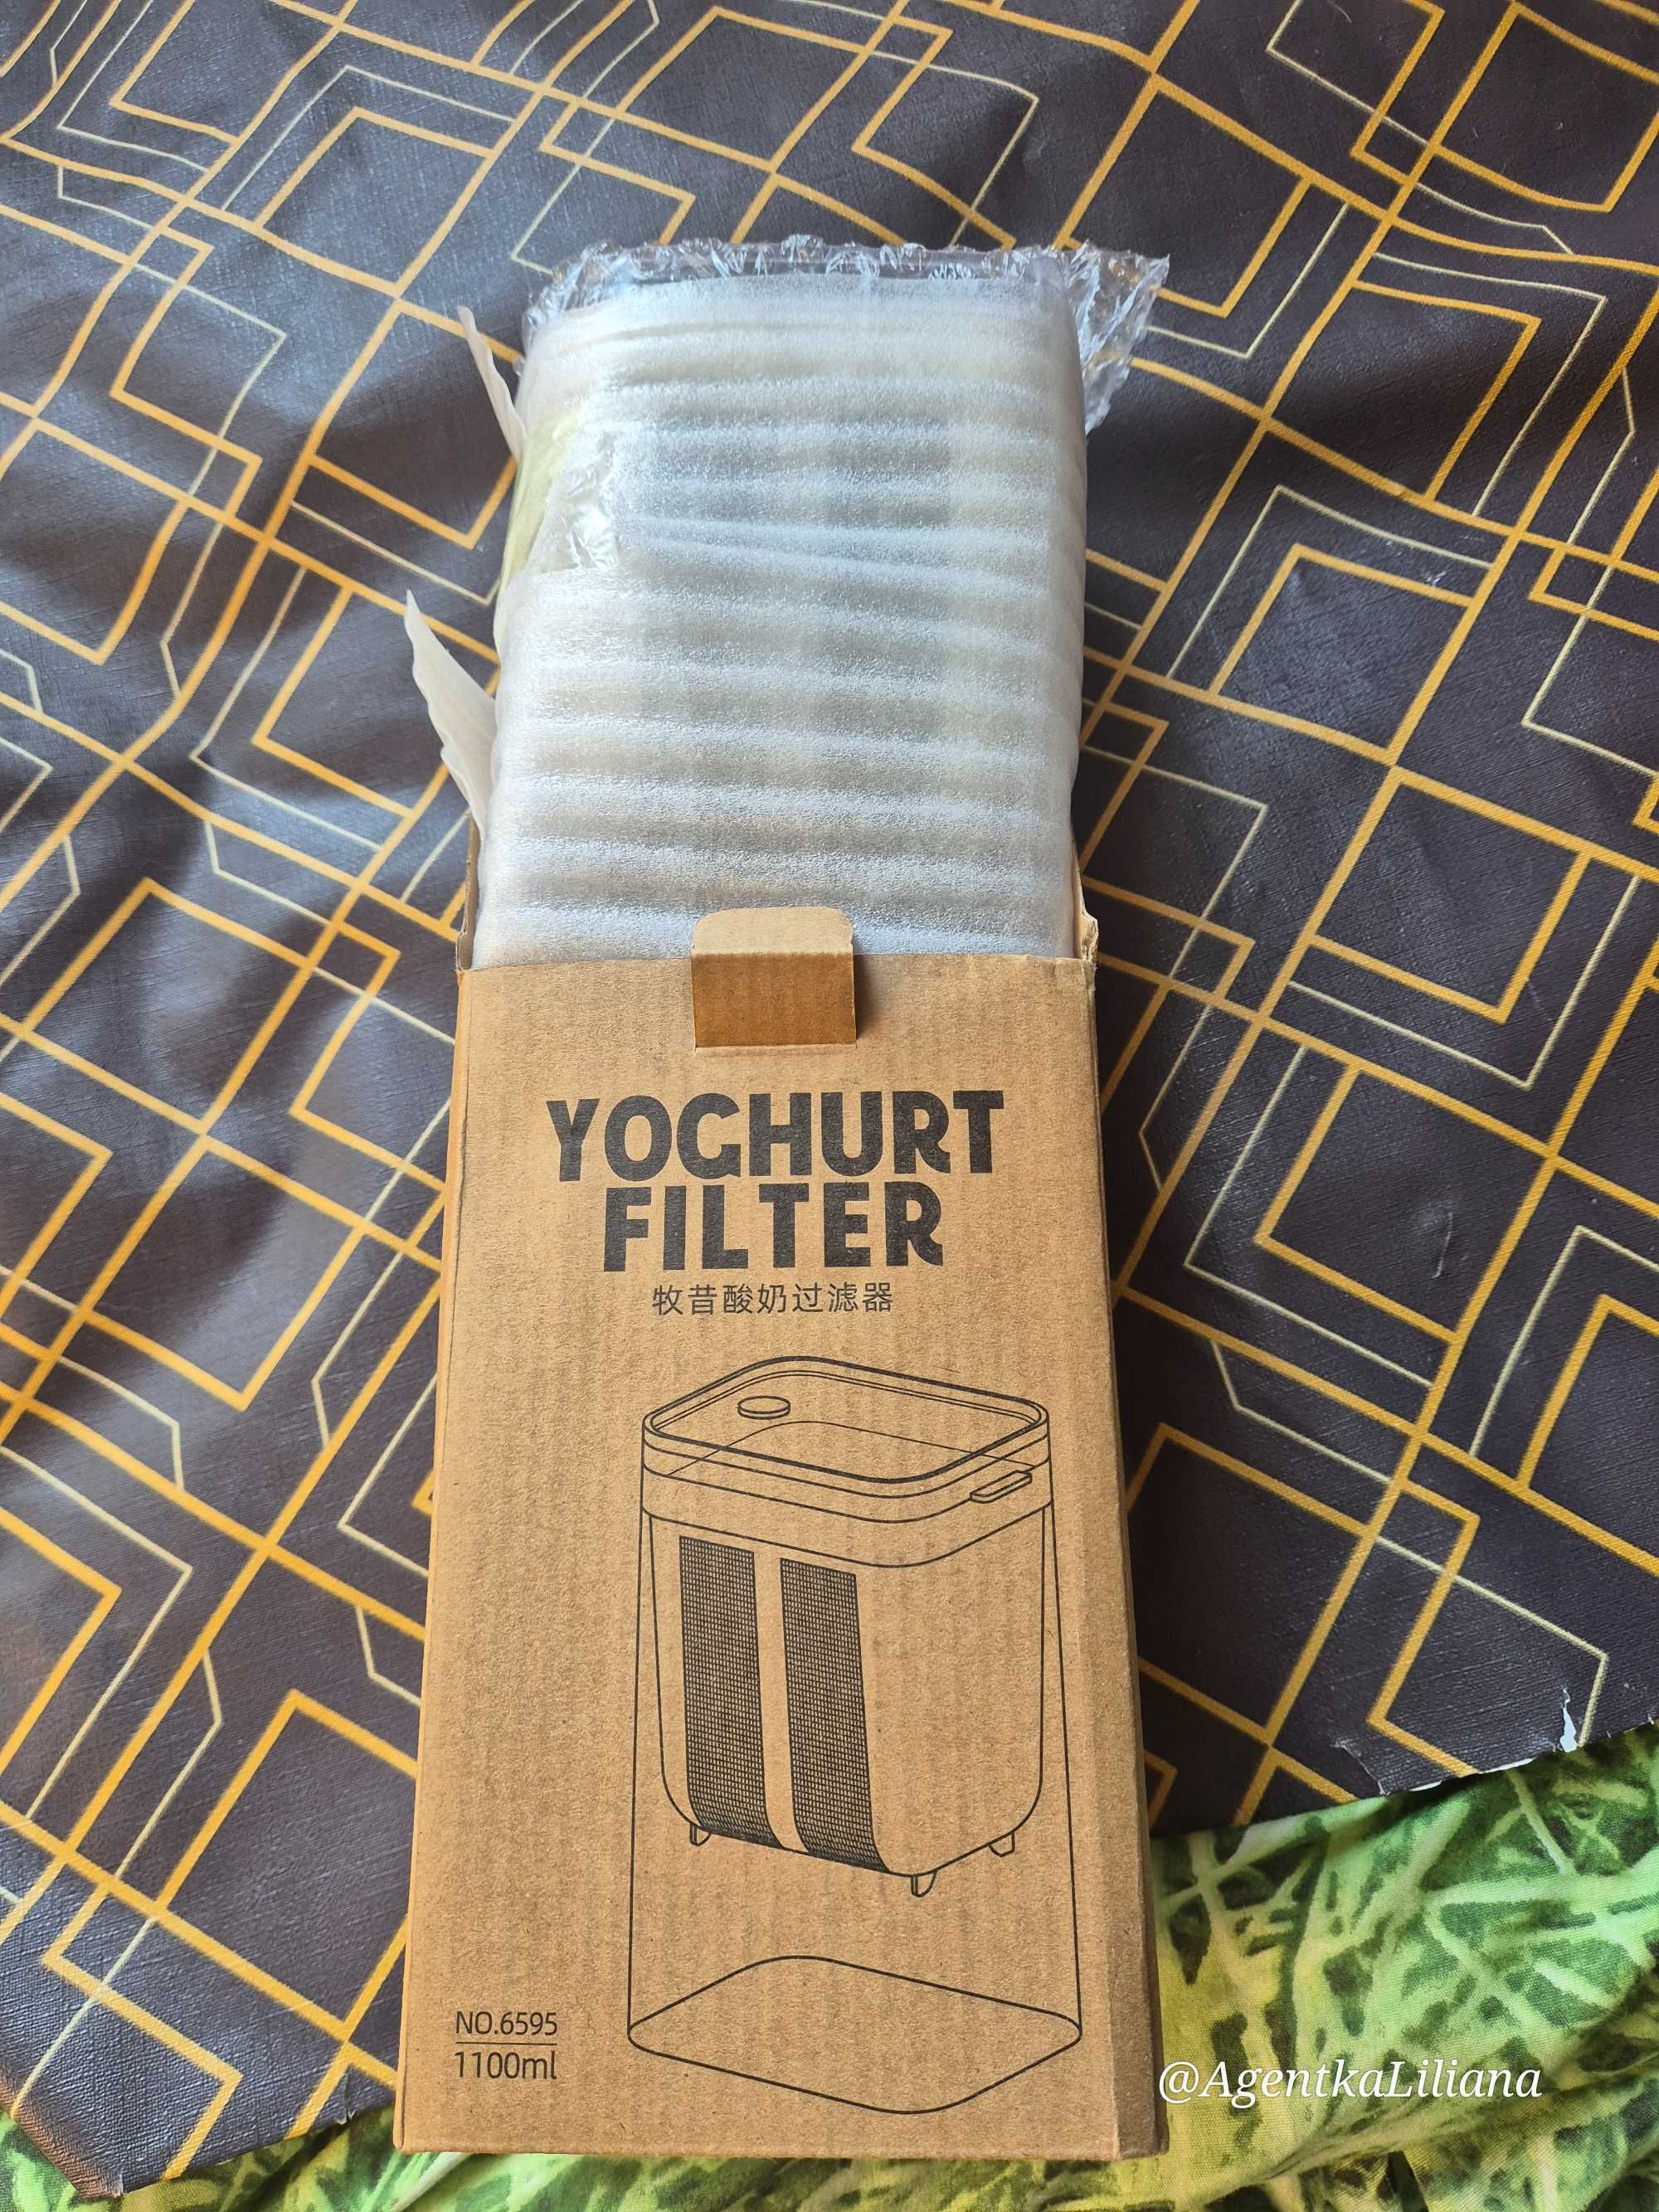 YOGHURT
FILTER
牧昔酸奶过滤器
NO.6595
1100ml
@AgentkaLiliana